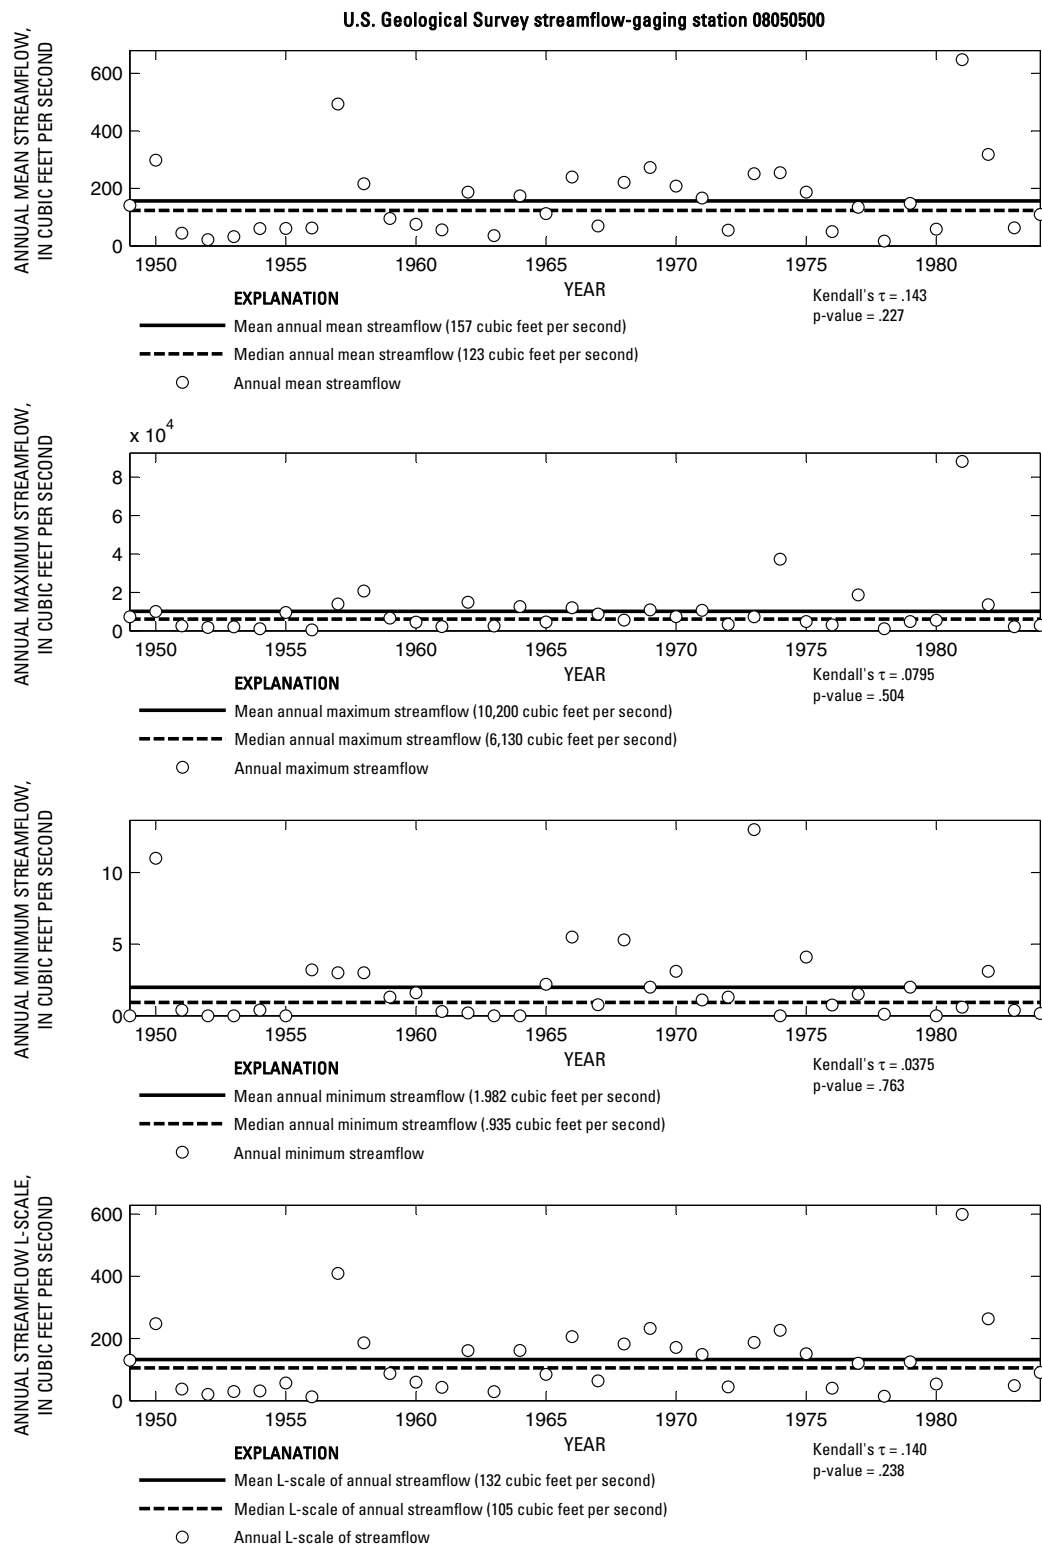 U.S. Geological Survey streamflow-gaging station 08050500
ANNUAL MEAN STREAMFLOW,
IN CUBIC FEET PER SECOND
600
400
200
0
1950 1955 1960 1965 1970 1975 1980
YEAR
Kendall's τ = .143
p-value = .227
EXPLANATION
Mean annual mean streamflow (157 cubic feet per second)
Median annual mean streamflow (123 cubic feet per second)
Annual mean streamflow
ANNUAL MAXIMUM STREAMFLOW,
IN CUBIC FEET PER SECOND
x 10^4
8
6
4
2
0
1950 1955 1960 1965 1970 1975 1980
YEAR
Kendall's τ = .0795
p-value = .504
EXPLANATION
Mean annual maximum streamflow (10,200 cubic feet per second)
Median annual maximum streamflow (6,130 cubic feet per second)
Annual maximum streamflow
ANNUAL MINIMUM STREAMFLOW,
IN CUBIC FEET PER SECOND
10
5
0
1950 1955 1960 1965 1970 1975 1980
YEAR
Kendall's τ = .0375
p-value = .763
EXPLANATION
Mean annual minimum streamflow (1.982 cubic feet per second)
Median annual minimum streamflow (.935 cubic feet per second)
Annual minimum streamflow
ANNUAL STREAMFLOW L-SCALE,
IN CUBIC FEET PER SECOND
600
400
200
0
1950 1955 1960 1965 1970 1975 1980
YEAR
Kendall's τ = .140
p-value = .238
EXPLANATION
Mean L-scale of annual streamflow (132 cubic feet per second)
Median L-scale of annual streamflow (105 cubic feet per second)
Annual L-scale of streamflow